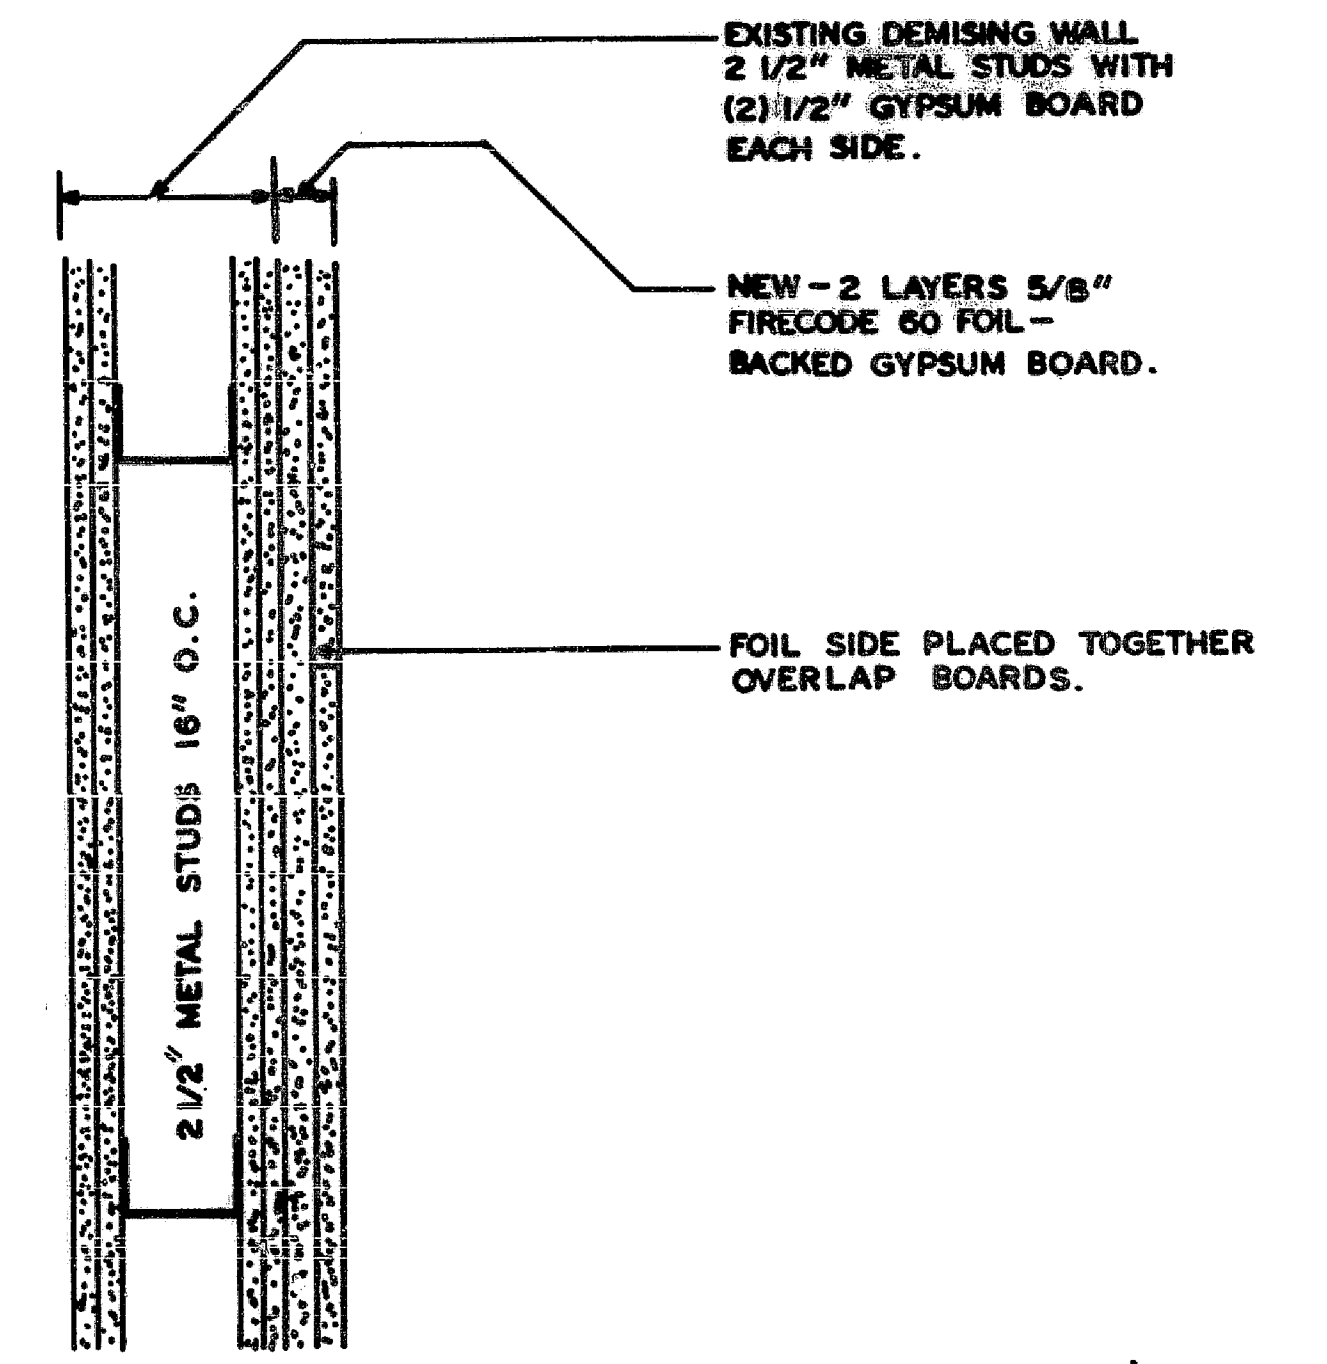 EXISTING DEMISING WALL
2 1/2" METAL STUDS WITH
(2) 1/2" GYPSUM BOARD
EACH SIDE.
NEW - 2 LAYERS 5/8"
FIRECODE 60 FOIL-
BACKED GYPSUM BOARD.
FOIL SIDE PLACED TOGETHER
OVERLAP BOARDS.
2 1/2" METAL STUDS 16" O.C.